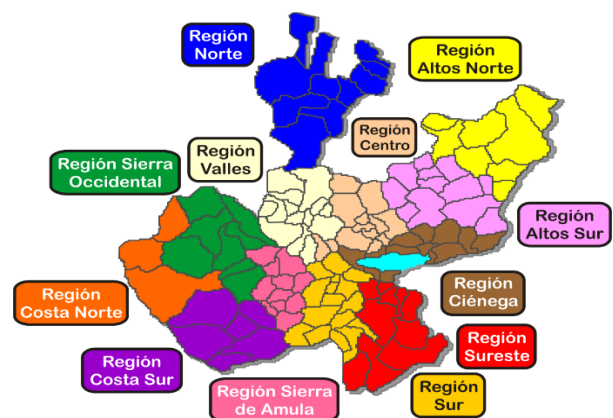 Región
Norte
Región
Altos Norte
Región
Centro
Región
Valles
Región Sierra
Occidental
Región
Altos Sur
Región
Ciénega
Región
Costa Norte
Región
Sureste
Región
Costa Sur
Región Sierra
de Amula
Región
Sur